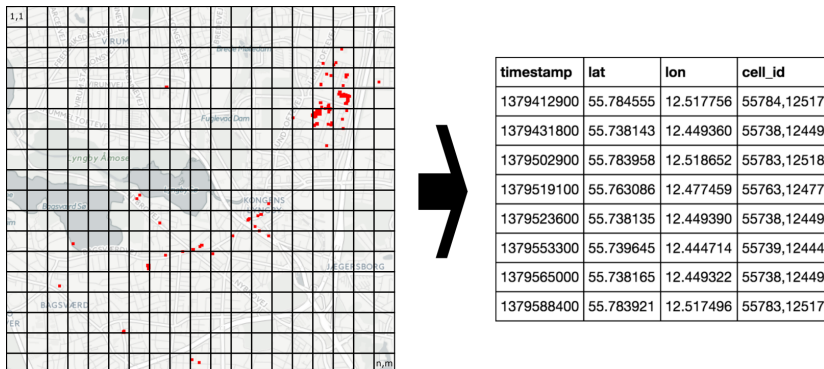 1,1
VIRUM
Brede
Fuglevad Dam
Lyngby Åmose
Bagsværd Sø
KONGENS
LYNGBY
JÆGERSBORG
BAGSVÆRD
n,m
timestamp lat lon cell_id
1379412900 55.784555 12.517756 55784,12517
1379431800 55.738143 12.449360 55738,12449
1379502900 55.783958 12.518652 55783,12518
1379519100 55.763086 12.477459 55763,12477
1379523600 55.738135 12.449390 55738,12449
1379553300 55.739645 12.444714 55739,12444
1379565000 55.738165 12.449322 55738,12449
1379588400 55.783921 12.517496 55783,12517